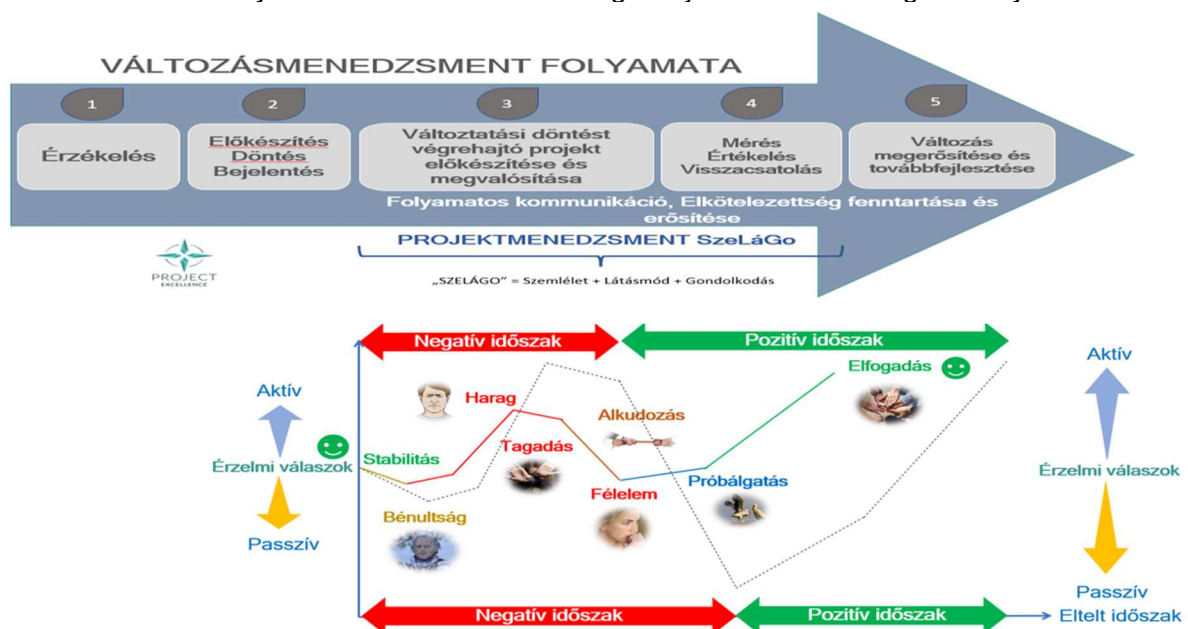 VÁLTOZÁSMENEDZSMENT FOLYAMATA
1
2
3
4
5
Érzékelés
Előkészítés
Döntés
Bejelentés
Változtatási döntést
végrehajtó projekt
előkészítése és
megvalósítása
Mérés
Értékelés
Visszacsatolás
Változás
megerősítése és
továbbfejlesztése
Folyamatos kommunikáció, Elkötelezettség fenntartása és
erősítése
PROJEKTMENEDZSMENT SzeLáGo
„SZELÁGO” = Szemlélet + Látásmód + Gondolkodás
PROJECT
EXCELLENCE
Negatív időszak
Pozitív időszak
Aktív
Érzelmi válaszok
Passzív
Stabilitás
Bénultság
Harag
Tagadás
Alkudozás
Félelem
Próbálgatás
Elfogadás
Aktív
Érzelmi válaszok
Passzív
Negatív időszak
Pozitív időszak
Eltelt időszak